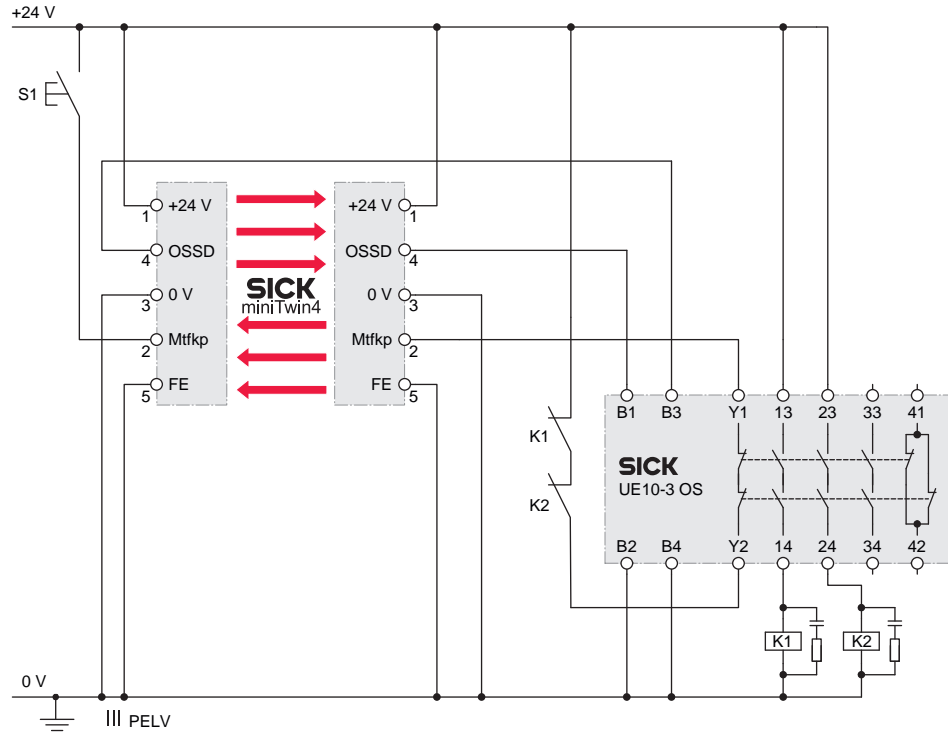 +24 V
S1
1 +24 V
4 OSSD
3 0 V
2 Mtfkp
5 FE
SICK
miniTwin4
+24 V 1
OSSD 4
0 V 3
Mtfkp 2
FE 5
K1
K2
B1 B3 Y1 13 23 33 41
SICK
UE10-3 OS
B2 B4 Y2 14 24 34 42
K1 K2
0 V
PELV